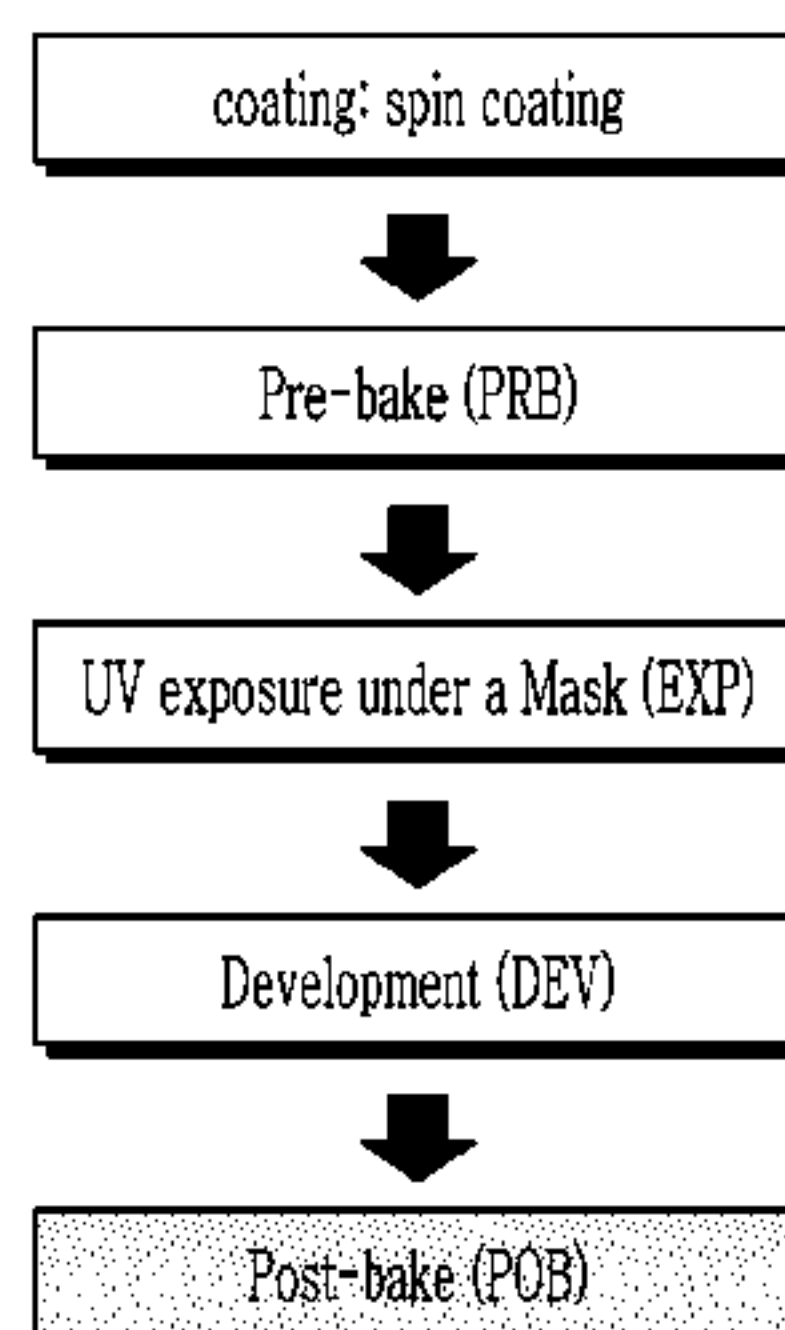 coating: spin coating
Pre-bake (PRB)
UV exposure under a Mask (EXP)
Development (DEV)
Post-bake (POB)